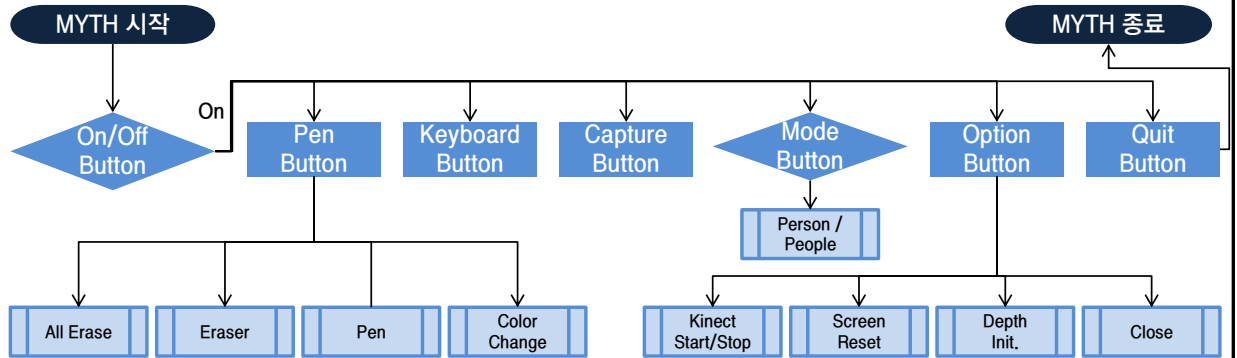 MYTH 시작
MYTH 종료
On
On/Off
Button
Pen
Button
Keyboard
Button
Capture
Button
Mode
Button
Option
Button
Quit
Button
Person /
People
All Erase
Eraser
Pen
Color
Change
Kinect
Start/Stop
Screen
Reset
Depth
Init.
Close